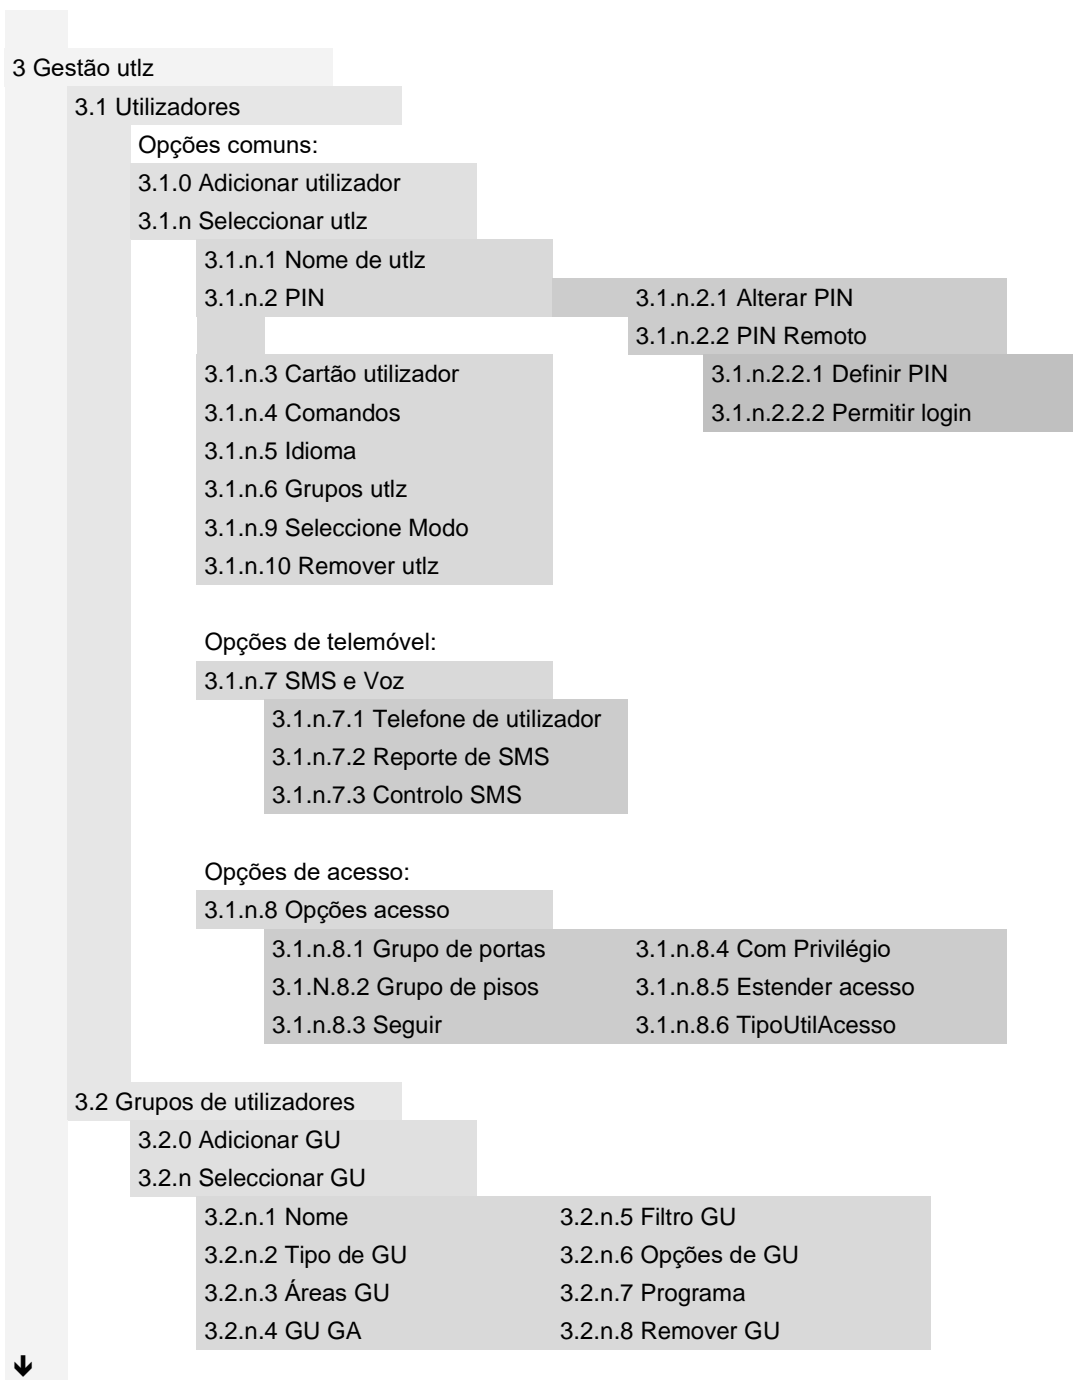 3 Gestão utlz
3.1 Utilizadores
Opções comuns:
3.1.0 Adicionar utilizador
3.1.n Seleccionar utlz
3.1.n.1 Nome de utlz
3.1.n.2 PIN
3.1.n.2.1 Alterar PIN
3.1.n.2.2 PIN Remoto
3.1.n.2.2.1 Definir PIN
3.1.n.2.2.2 Permitir login
3.1.n.3 Cartão utilizador
3.1.n.4 Comandos
3.1.n.5 Idioma
3.1.n.6 Grupos utlz
3.1.n.9 Seleccione Modo
3.1.n.10 Remover utlz
Opções de telemóvel:
3.1.n.7 SMS e Voz
3.1.n.7.1 Telefone de utilizador
3.1.n.7.2 Reporte de SMS
3.1.n.7.3 Controlo SMS
Opções de acesso:
3.1.n.8 Opções acesso
3.1.n.8.1 Grupo de portas
3.1.N.8.2 Grupo de pisos
3.1.n.8.3 Seguir
3.1.n.8.4 Com Privilégio
3.1.n.8.5 Estender acesso
3.1.n.8.6 TipoUtilAcesso
3.2 Grupos de utilizadores
3.2.0 Adicionar GU
3.2.n Seleccionar GU
3.2.n.1 Nome
3.2.n.2 Tipo de GU
3.2.n.3 Áreas GU
3.2.n.4 GU GA
3.2.n.5 Filtro GU
3.2.n.6 Opções de GU
3.2.n.7 Programa
3.2.n.8 Remover GU